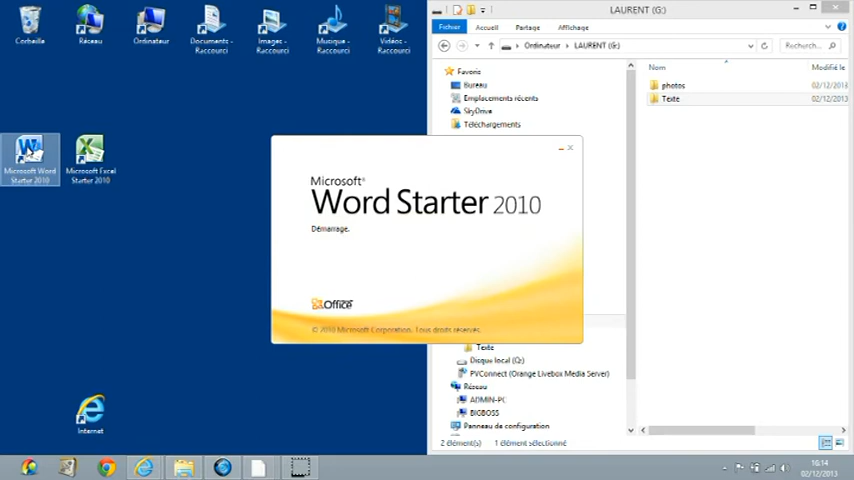 LAURENT (G:)
Fichier
Accueil
Partage
Affichage
Ordinateur
LAURENT (G:)
Recherc...
Corbeille
Réseau
Ordinateur
Documents -
Raccourci
Images -
Raccourci
Musique -
Raccourci
Vidéos -
Raccourci
Favoris
Bureau
Emplacements récents
SkyDrive
Téléchargements
Nom
Modifié le
photos
02/12/2013
Texte
02/12/2013
Microsoft Word
Starter 2010
Microsoft Excel
Starter 2010
Microsoft®
Word Starter 2010
Démarrage.
Office
© 2010 Microsoft Corporation. Tous droits réservés.
Texte
Disque local (Q:)
PVConnect (Orange Livebox Media Server)
Réseau
ADMIN-PC
BIGBOSS
Panneau de configuration
Internet
2 élément(s)
1 élément sélectionné
16:14
02/12/2013